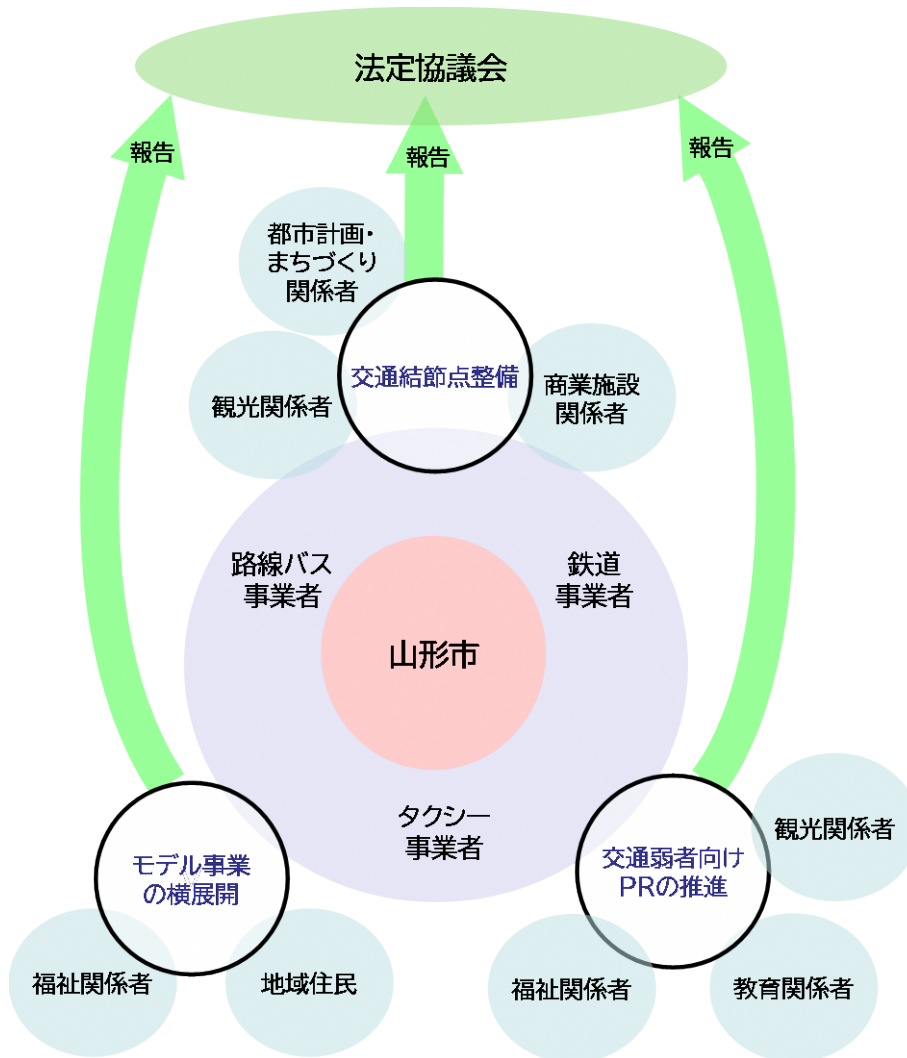 法定協議会
報告
報告
報告
都市計画・
まちづくり
関係者
交通結節点整備
観光関係者
商業施設
関係者
路線バス
事業者
鉄道
事業者
山形市
タクシー
事業者
モデル事業
の横展開
福祉関係者
地域住民
交通弱者向け
PRの推進
観光関係者
福祉関係者
教育関係者